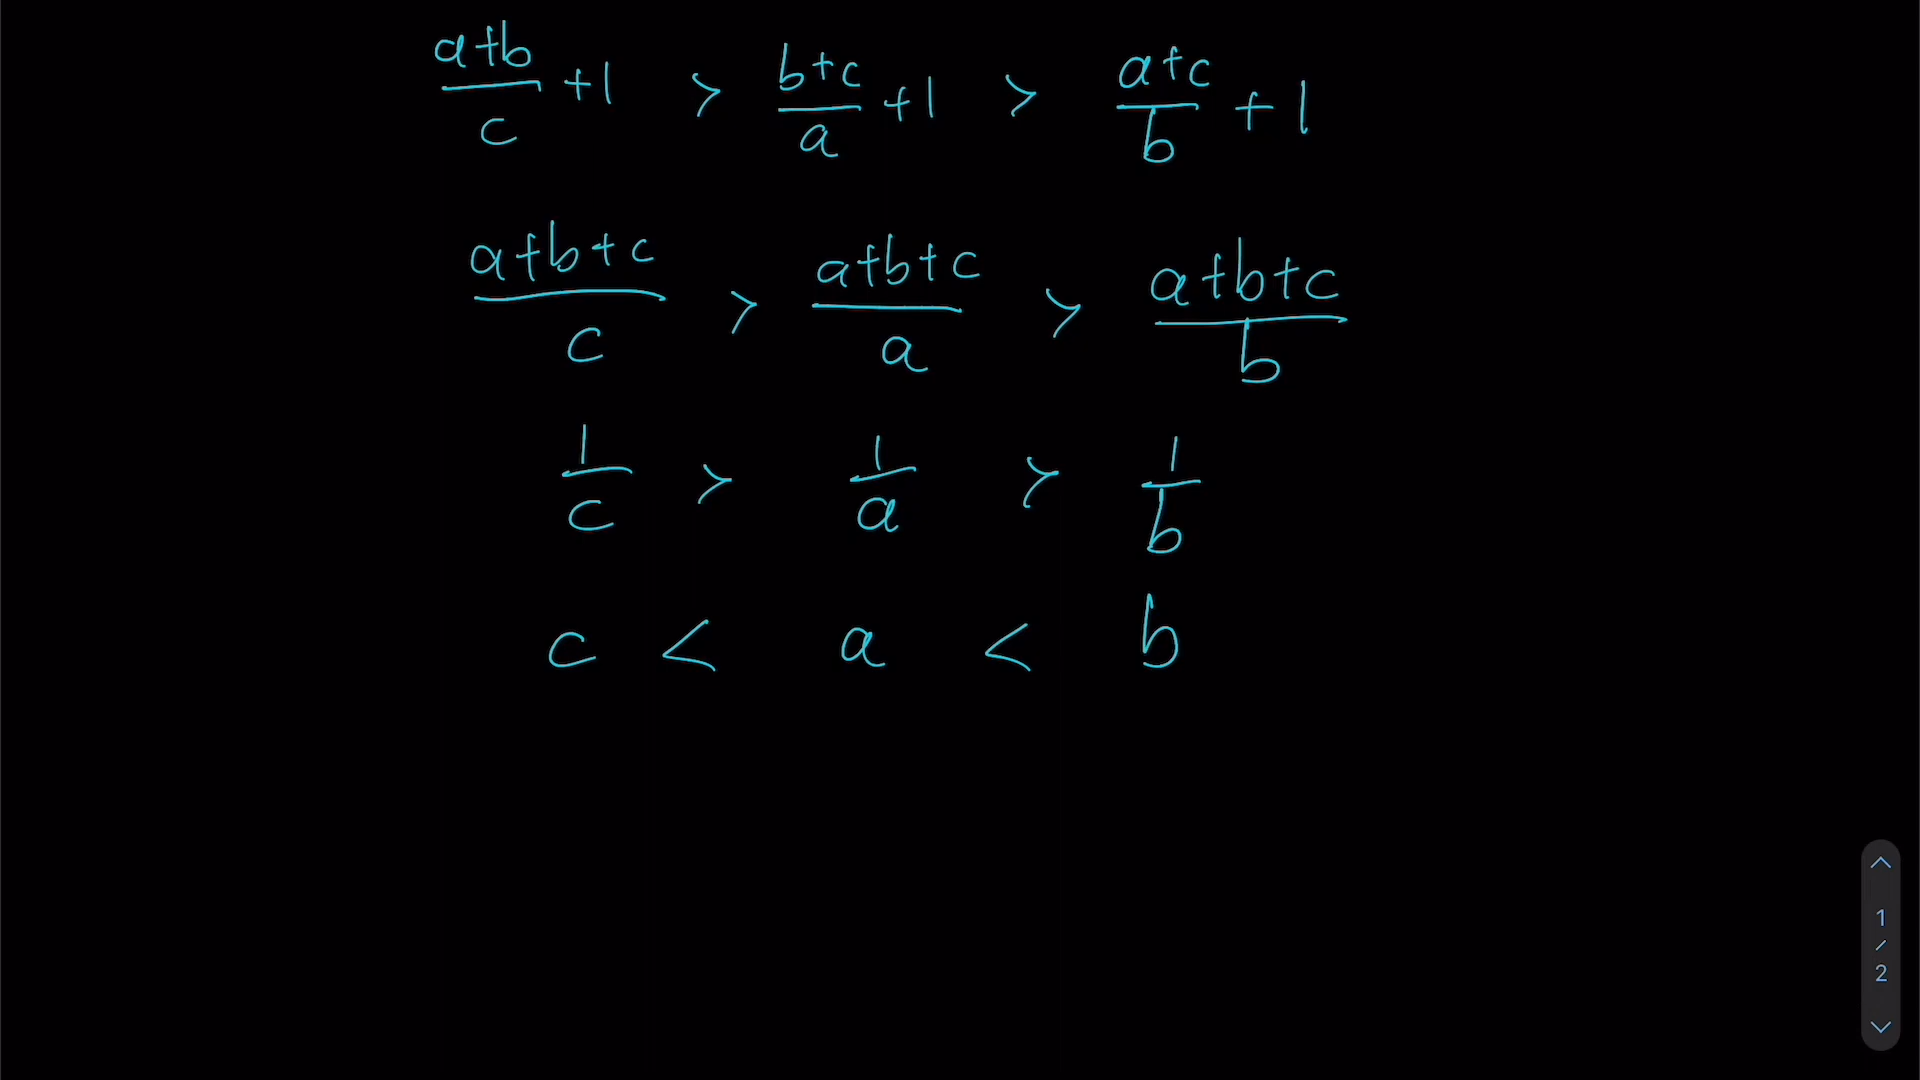 a+b/c +1 > b+c/a +1 > a+c/b +1
a+b+c/c > a+b+c/a > a+b+c/b
1/c > 1/a > 1/b
c < a < b
1
/
2